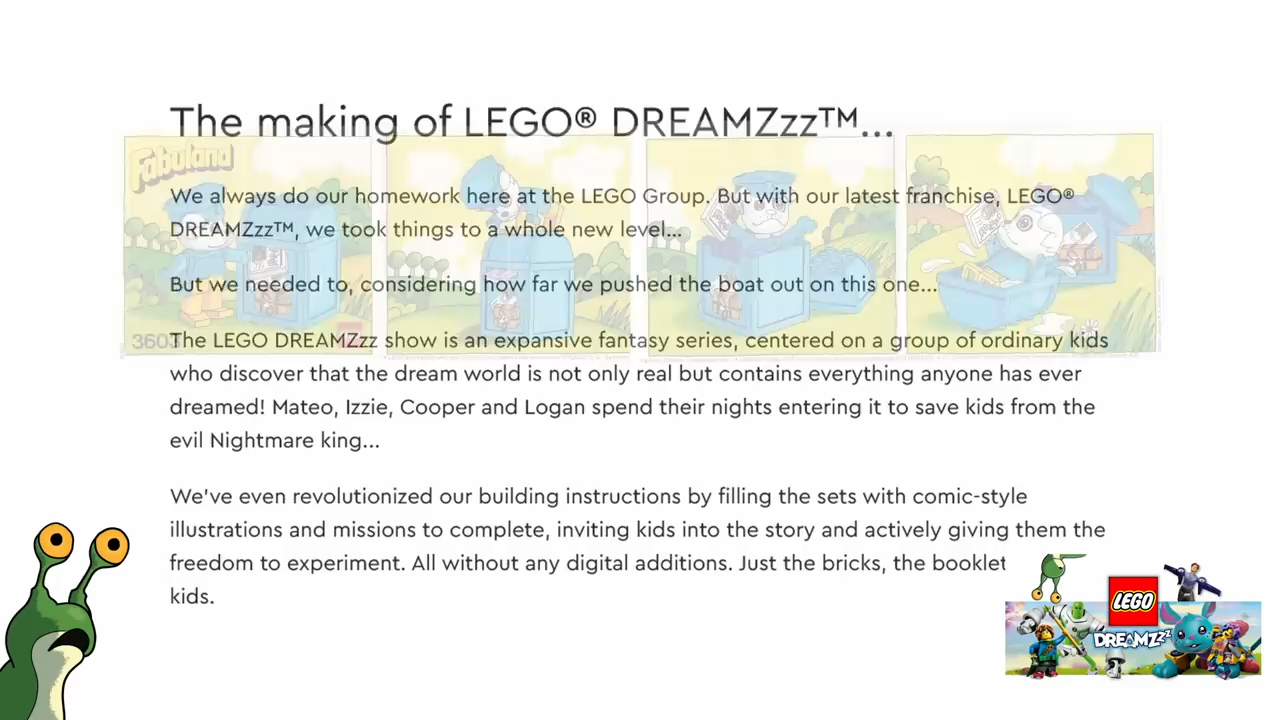 The making of LEGO® DREAMZzz™...
Fabuland
We always do our homework here at the LEGO Group. But with our latest franchise, LEGO®
DREAMZzz™, we took things to a whole new level...
But we needed to, considering how far we pushed the boat out on this one...
The LEGO DREAMZzz show is an expansive fantasy series, centered on a group of ordinary kids
who discover that the dream world is not only real but contains everything anyone has ever
dreamed! Mateo, Izzie, Cooper and Logan spend their nights entering it to save kids from the
evil Nightmare king...
We've even revolutionized our building instructions by filling the sets with comic-style
illustrations and missions to complete, inviting kids into the story and actively giving them the
freedom to experiment. All without any digital additions. Just the bricks, the booklet
kids.
LEGO
DREAMZzz